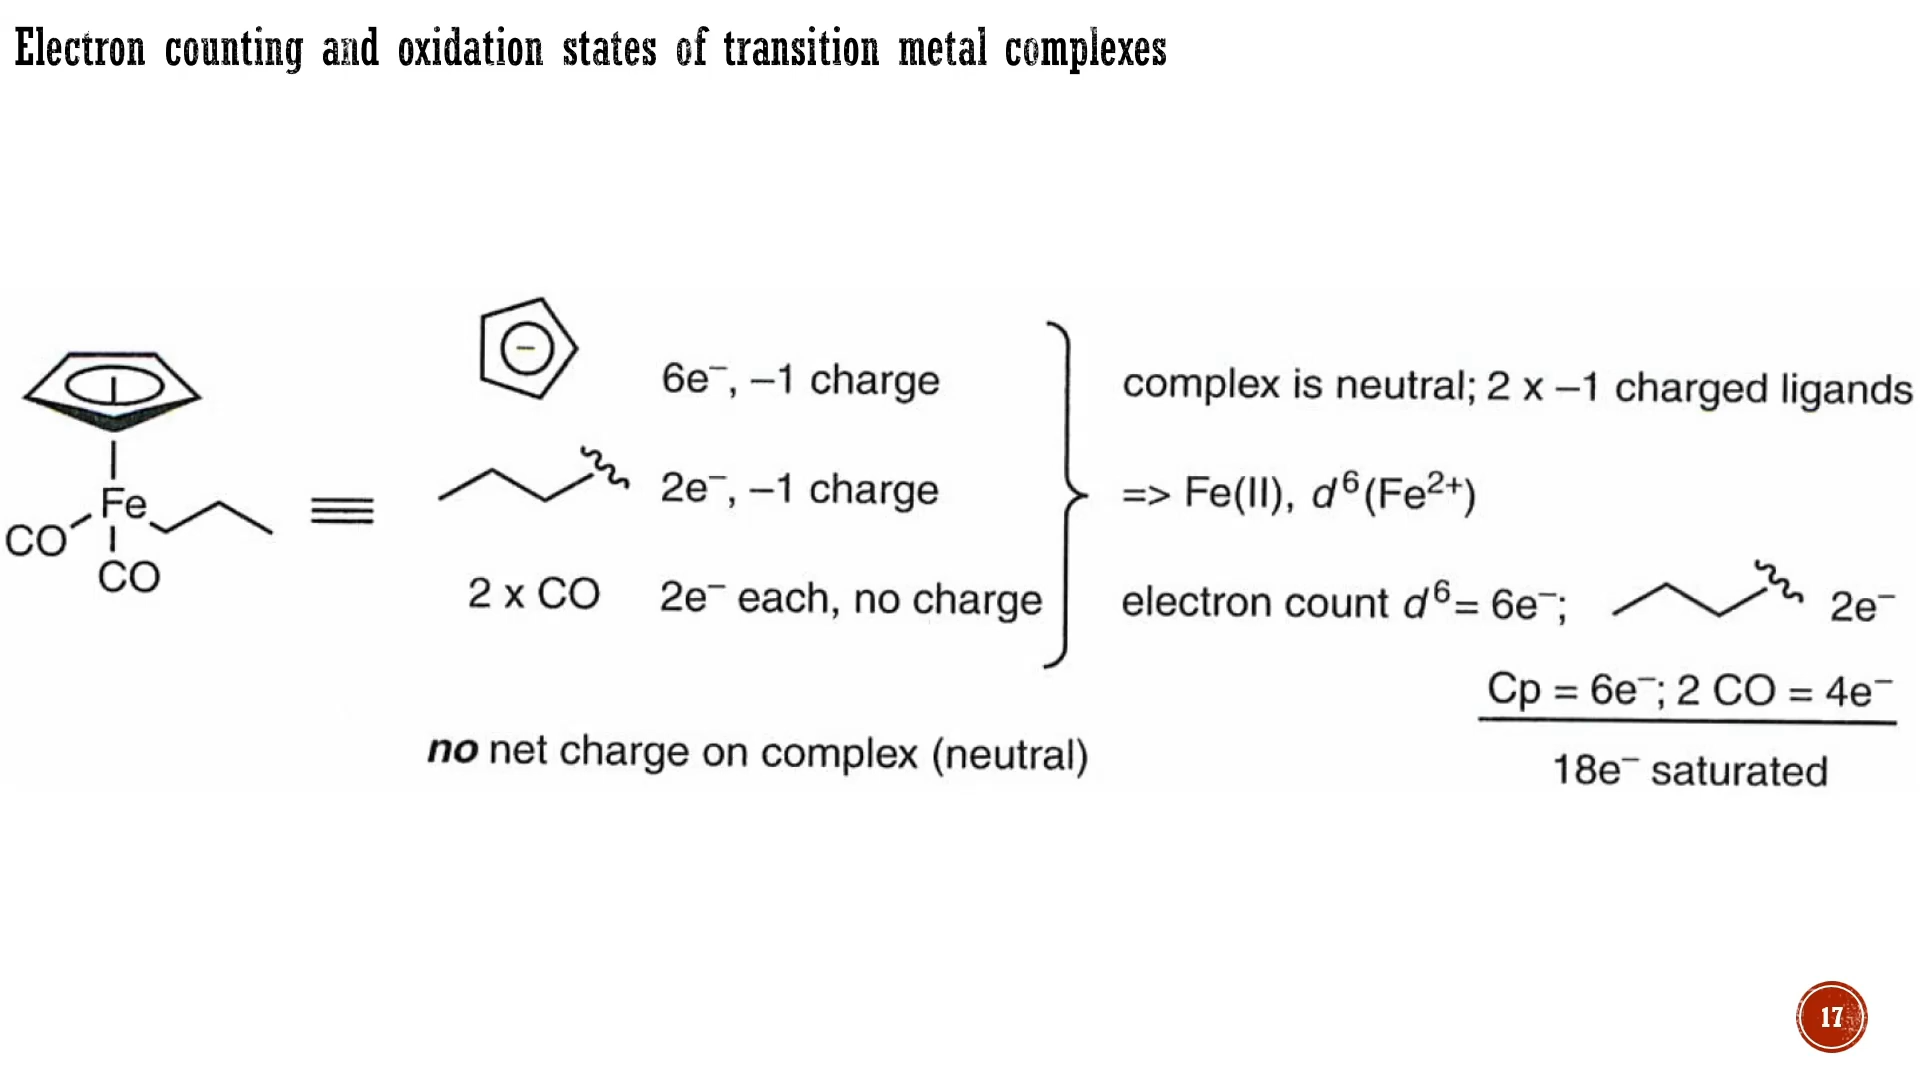 Electron counting and oxidation states of transition metal complexes
Fe
CO
CO
−
6e⁻, –1 charge
2e⁻, –1 charge
2 x CO 2e⁻ each, no charge
no net charge on complex (neutral)
complex is neutral; 2 x –1 charged ligands
=> Fe(II), d⁶(Fe²⁺)
electron count d⁶= 6e⁻; 2e⁻
Cp = 6e⁻; 2 CO = 4e⁻
18e⁻ saturated
17